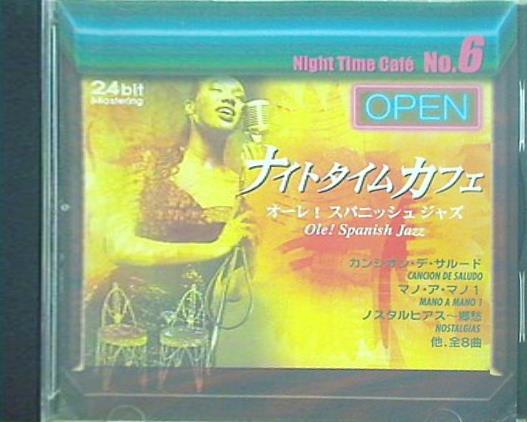 Night Time Café No.6
24bit
Mastering
OPEN
ナイトタイムカフェ
オーレ! スパニッシュ ジャズ
Ole! Spanish Jazz
カンシオン・デ・サルード
CANCION DE SALUDO
マノ・ア・マノ1
MANO A MANO 1
ノスタルヒアス〜郷愁
NOSTALGIAS
他、全8曲